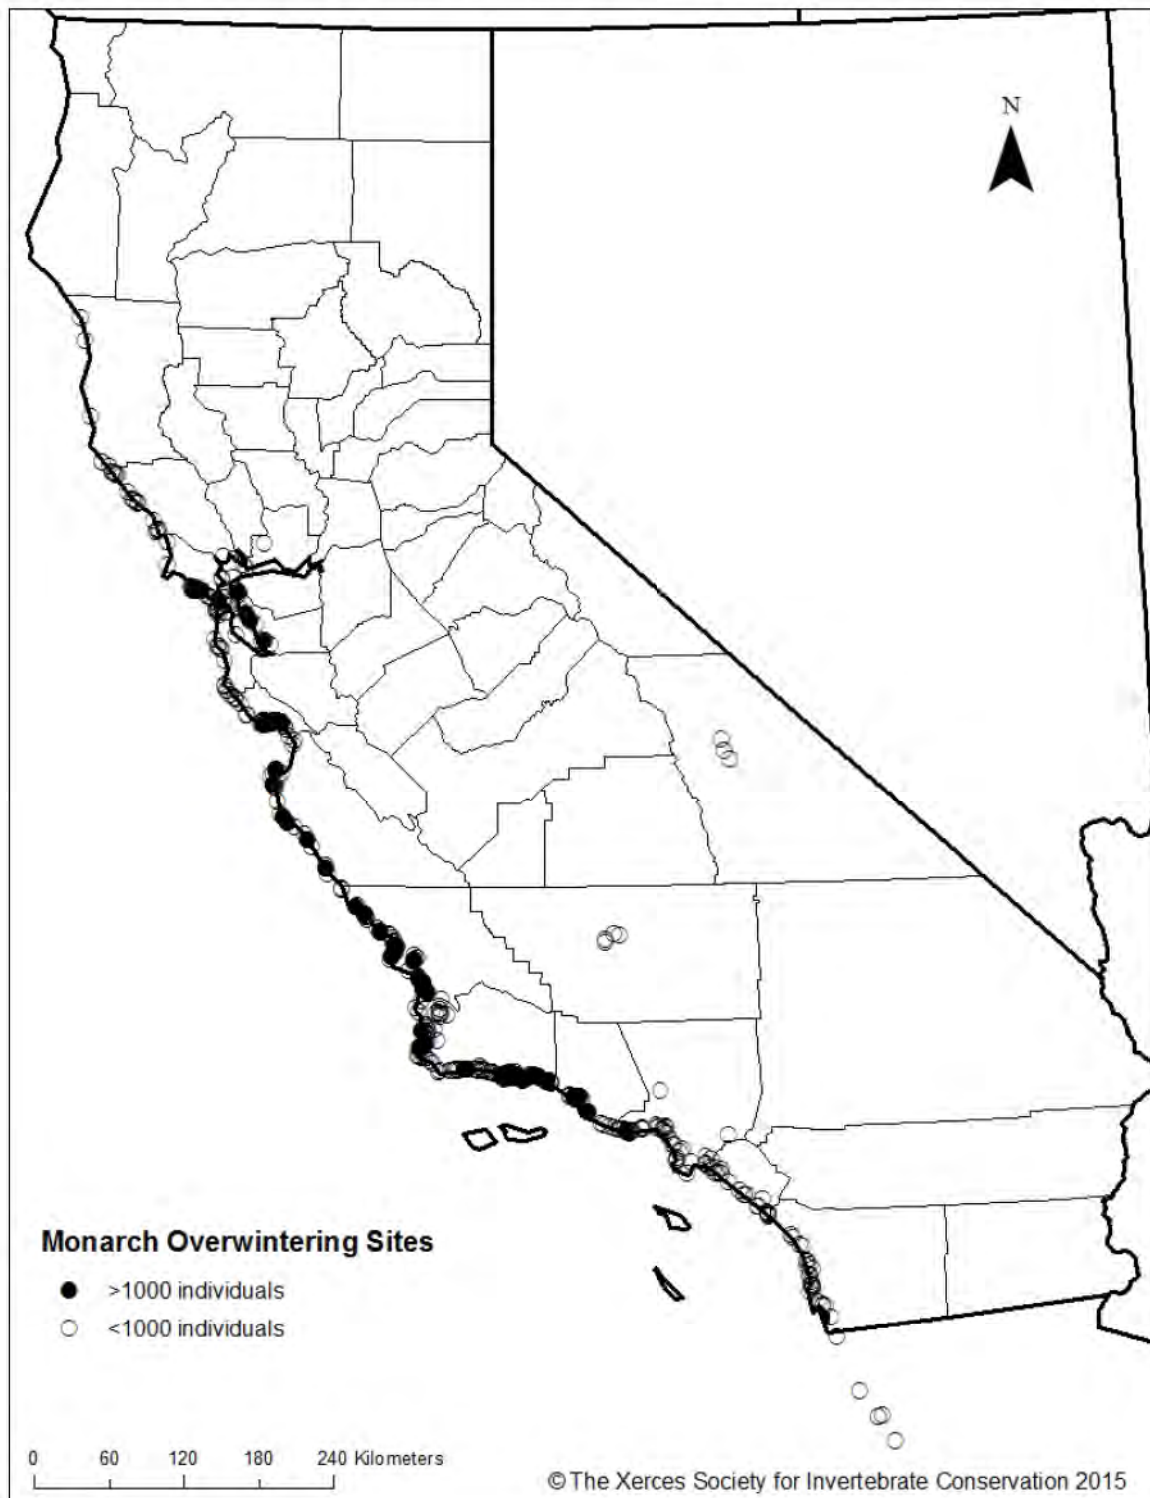 N
Monarch Overwintering Sites
>1000 individuals
<1000 individuals
0 60 120 180 240 Kilometers
© The Xerces Society for Invertebrate Conservation 2015